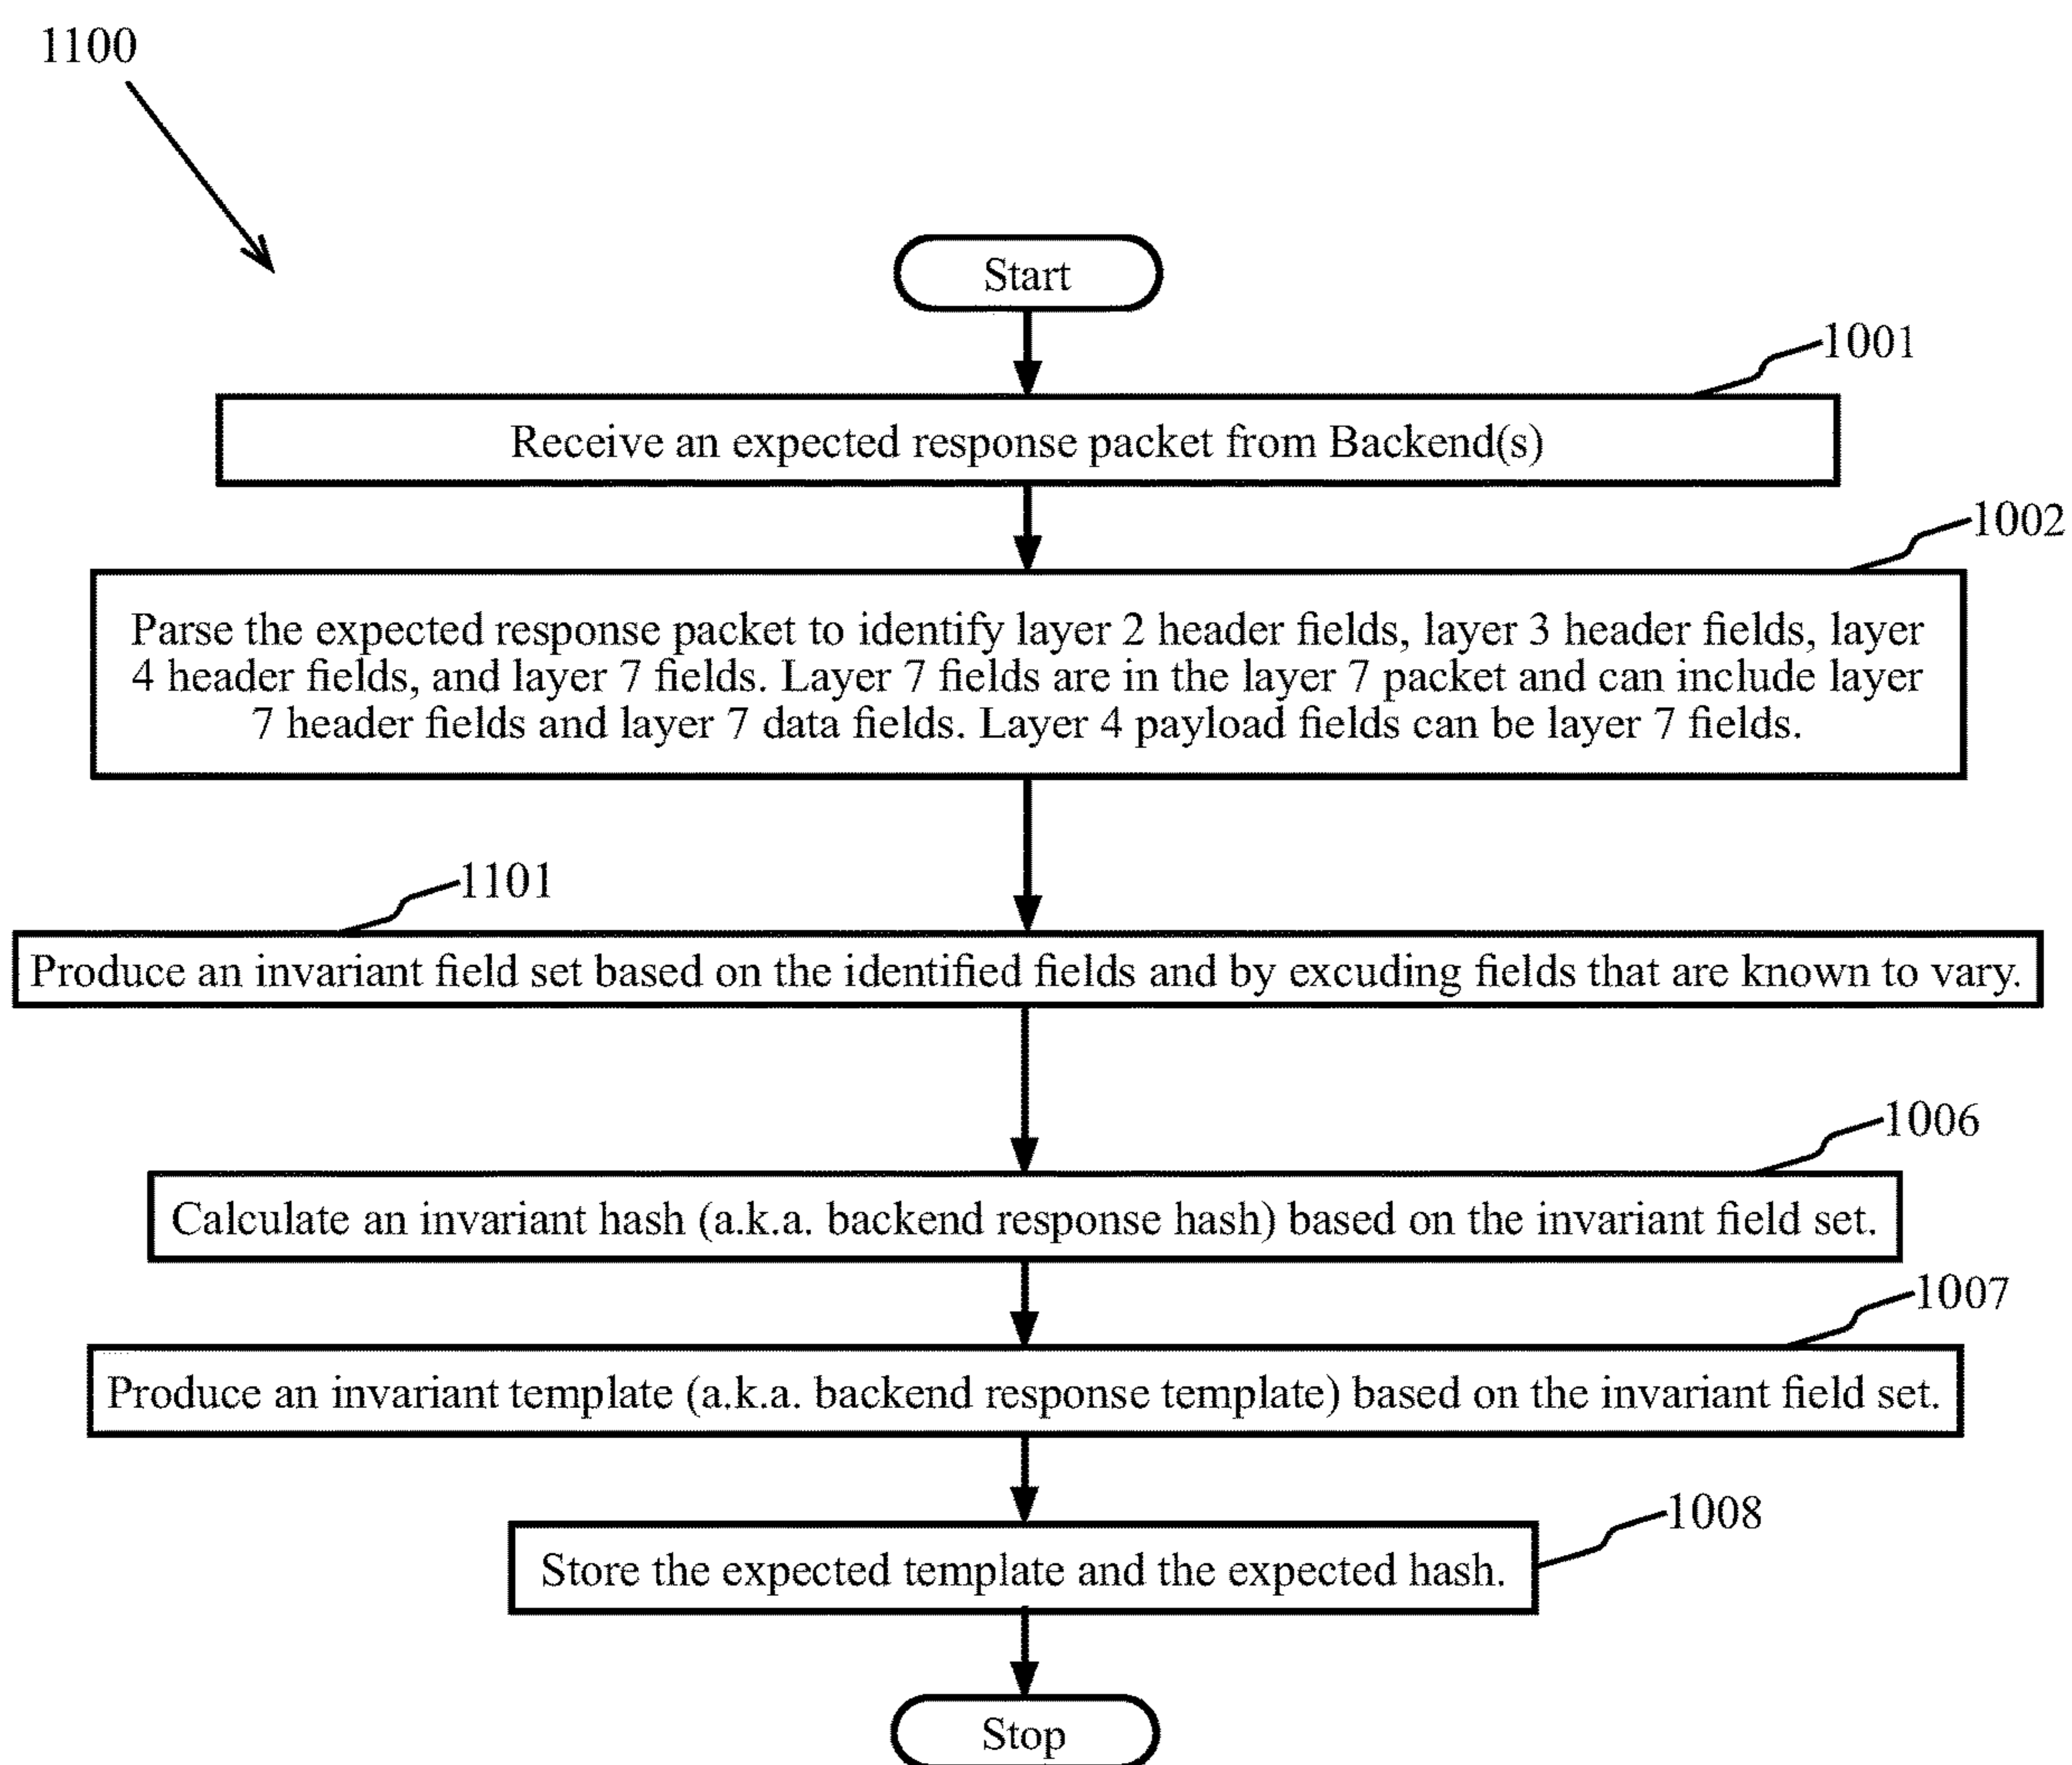 1100
Start
1001
Receive an expected response packet from Backend(s)
1002
Parse the expected response packet to identify layer 2 header fields, layer 3 header fields, layer
4 header fields, and layer 7 fields. Layer 7 fields are in the layer 7 packet and can include layer
7 header fields and layer 7 data fields. Layer 4 payload fields can be layer 7 fields.
1101
Produce an invariant field set based on the identified fields and by excuding fields that are known to vary.
1006
Calculate an invariant hash (a.k.a. backend response hash) based on the invariant field set.
1007
Produce an invariant template (a.k.a. backend response template) based on the invariant field set.
1008
Store the expected template and the expected hash.
Stop